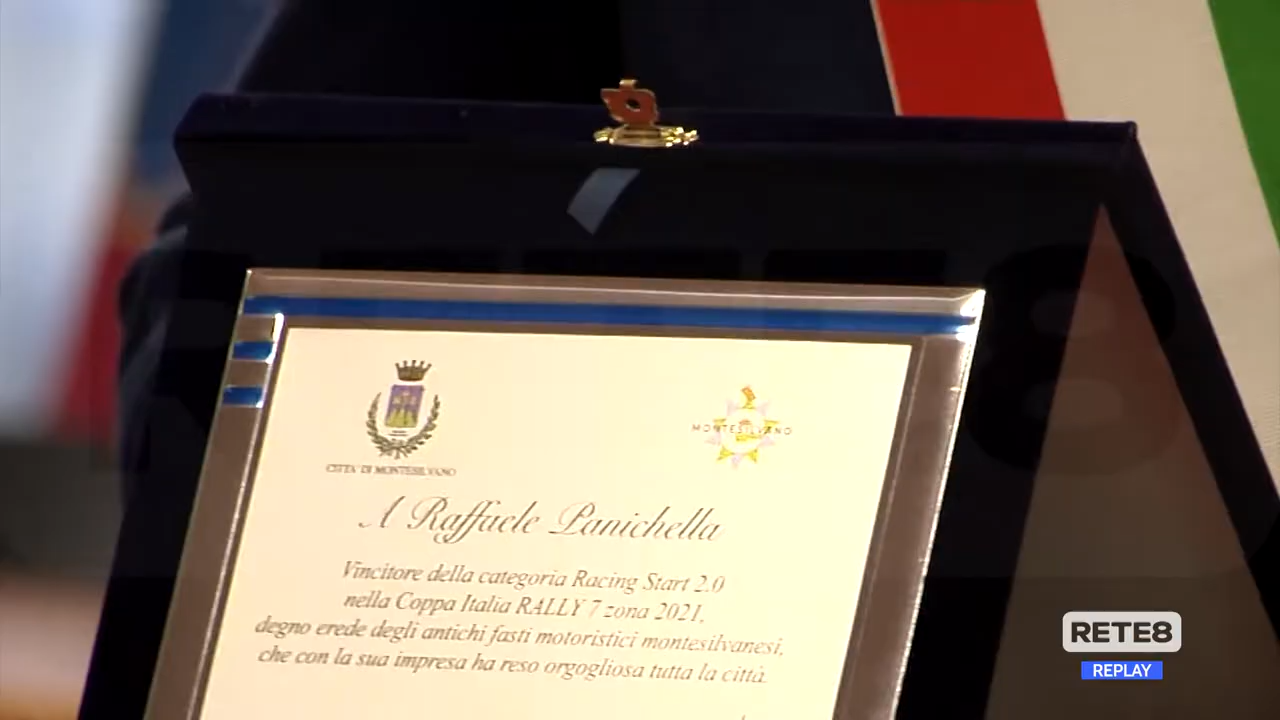 CITTA' DI MONTESILVANO
MONTESILVANO
A Raffaele Panichella
Vincitore della categoria Racing Start 2.0
nella Coppa Italia RALLY 7 zona 2021,
degno erede degli antichi fasti motoristici montesilvanesi,
che con la sua impresa ha reso orgogliosa tutta la città.
RETE8
REPLAY